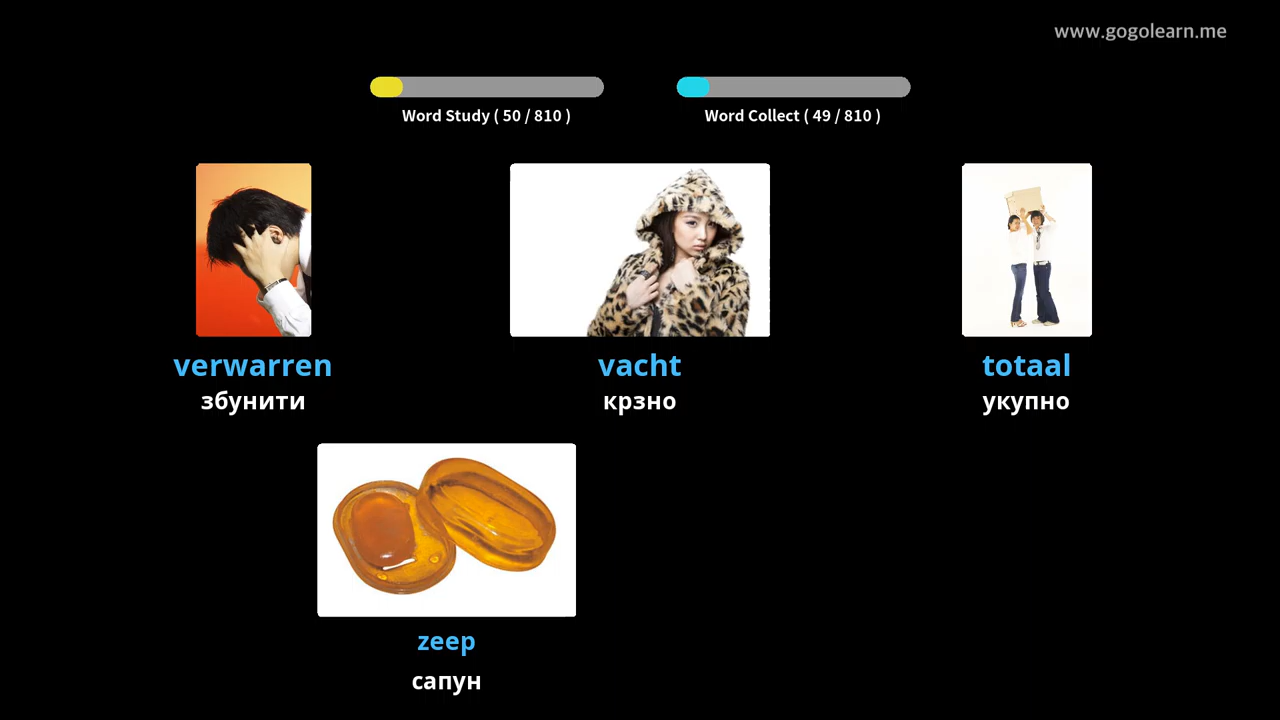 www.gogolearn.me
Word Study ( 50 / 810 )
Word Collect ( 49 / 810 )
verwarren
збунити
vacht
крзно
totaal
укупно
zeep
сапун